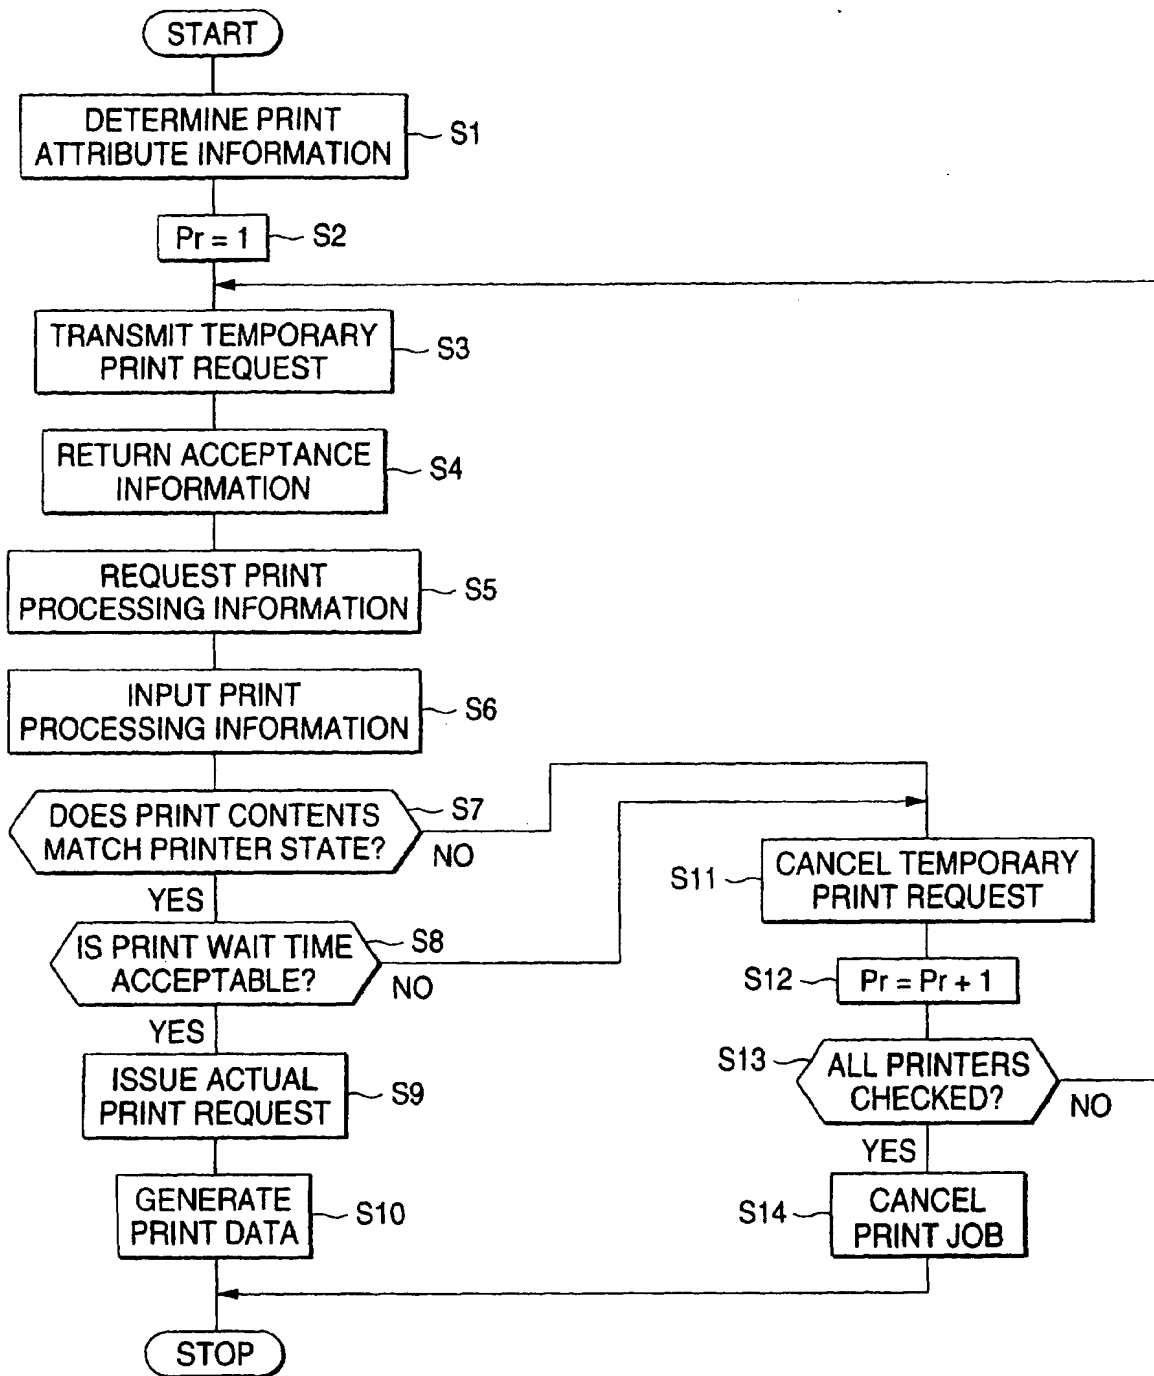 START
DETERMINE PRINT
ATTRIBUTE INFORMATION
S1
Pr = 1
S2
TRANSMIT TEMPORARY
PRINT REQUEST
S3
RETURN ACCEPTANCE
INFORMATION
S4
REQUEST PRINT
PROCESSING INFORMATION
S5
INPUT PRINT
PROCESSING INFORMATION
S6
DOES PRINT CONTENTS
MATCH PRINTER STATE?
S7
NO
YES
IS PRINT WAIT TIME
ACCEPTABLE?
S8
NO
YES
ISSUE ACTUAL
PRINT REQUEST
S9
GENERATE
PRINT DATA
S10
S11
CANCEL TEMPORARY
PRINT REQUEST
S12
Pr = Pr + 1
S13
ALL PRINTERS
CHECKED?
NO
YES
S14
CANCEL
PRINT JOB
STOP